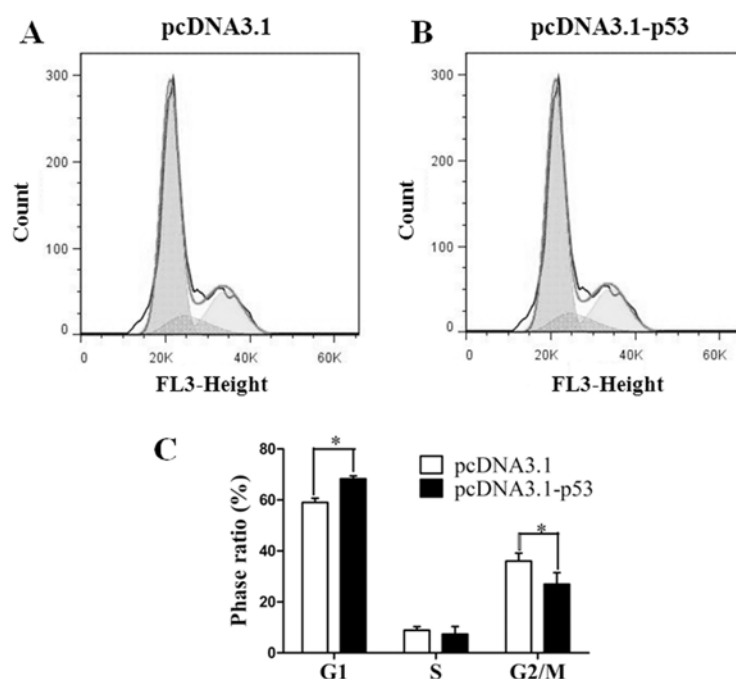 A
pcDNA3.1
300
200
100
0
Count
0
20K
40K
60K
FL3-Height
B
pcDNA3.1-p53
300
200
100
0
Count
0
20K
40K
60K
FL3-Height
C
80
60
40
20
0
Phase ratio (%)
*
*
pcDNA3.1
pcDNA3.1-p53
G1
S
G2/M